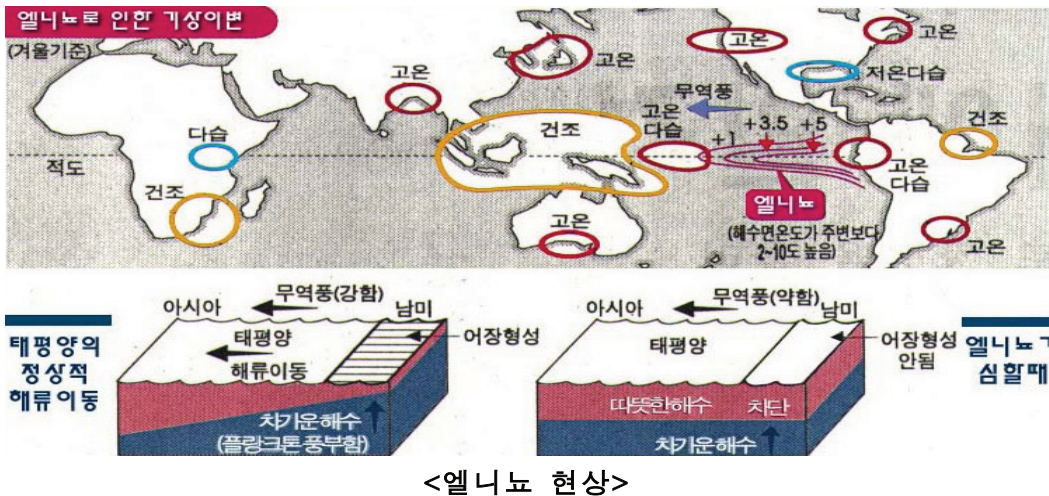 엘니뇨로 인한 기상이변
(겨울기준)
고온
고온
고온
고온
저온다습
무역풍
고온
다습
건조
+1
+3.5
+5
다습
건조
적도
건조
고온
다습
엘니뇨
(해수면온도가 주변보다
2~10도 높음)
고온
고온
태평양의
정상적
해류이동
아시아
무역풍(강함)
남미
태평양
해류이동
어장형성
차가운해수
(플랑크톤풍부함)
아시아
무역풍(약함)
남미
태평양
어장형성
안됨
따뜻한해수
차단
차가운해수
엘니뇨가
심할때
<엘니뇨 현상>